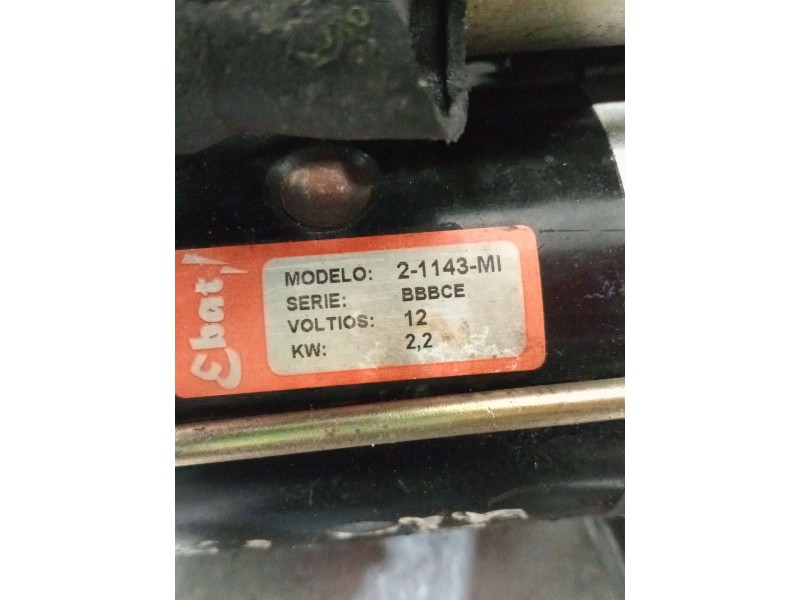 Ebat
MODELO: 2-1143-MI
SERIE: BBBCE
VOLTIOS: 12
KW: 2,2